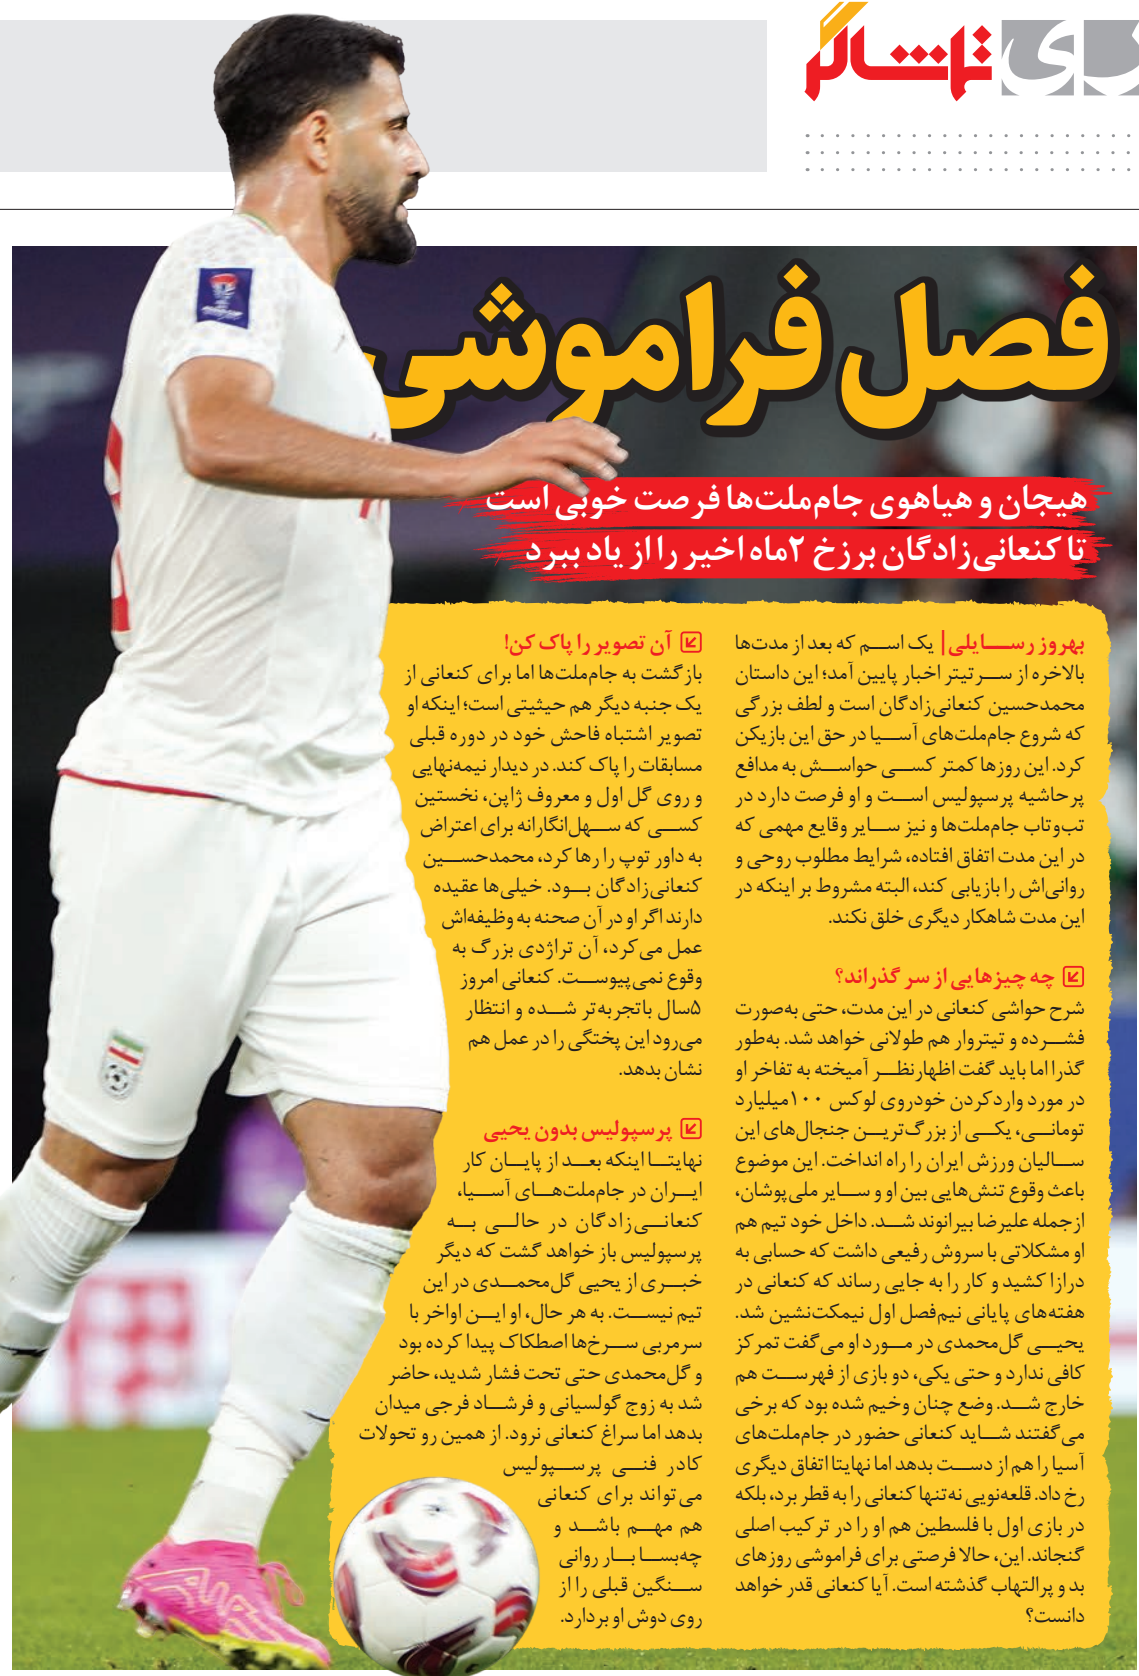 تماشاگر
فصل فراموشی
هیجان و هیاهوی جام‌ملت‌ها فرصت خوبی است
تا کنعانی‌زادگان برزخ ۲ماه اخیر را از یاد ببرد
بهروز رسایلی| یک اسم که بعد از مدت‌ها
بالاخره از سر تیتر اخبار پایین آمد؛ این داستان
محمدحسین کنعانی‌زادگان است و لطف بزرگی
که شروع جام‌ملت‌های آسیا در حق این بازیکن
کرد. این روزها کمتر کسی حواسش به مدافع
پرحاشیه پرسپولیس است و او فرصت دارد در
تب‌وتاب جام‌ملت‌ها و نیز سایر وقایع مهمی که
در این مدت اتفاق افتاده، شرایط مطلوب روحی و
روانی‌اش را بازیابی کند، البته مشروط بر اینکه در
این مدت شاهکار دیگری خلق نکند.
چه چیزهایی از سر گذراند؟
شرح حواشی کنعانی در این مدت، حتی به‌صورت
فشرده و تیتروار هم طولانی خواهد شد. به‌طور
گذرا اما باید گفت اظهارنظر آمیخته به تفاخر او
در مورد واردکردن خودروی لوکس ۱۰۰میلیارد
تومانی، یکی از بزرگ‌ترین جنجال‌های این
سالیان ورزش ایران را راه انداخت. این موضوع
باعث وقوع تنش‌هایی بین او و سایر ملی‌پوشان،
ازجمله علیرضا بیرانوند شد. داخل خود تیم هم
او مشکلاتی با سروش رفیعی داشت که حسابی به
درازا کشید و کار را به جایی رساند که کنعانی در
هفته‌های پایانی نیم‌فصل اول نیمکت‌نشین شد.
یحیی گل‌محمدی در مورد او می‌گفت تمرکز
کافی ندارد و حتی یکی، دو بازی از فهرست هم
خارج شد. وضع چنان وخیم شده بود که برخی
می‌گفتند شاید کنعانی حضور در جام‌ملت‌های
آسیا را هم از دست بدهد اما نهایتا اتفاق دیگری
رخ داد. قلعه‌نویی نه‌تنها کنعانی را به قطر برد، بلکه
در بازی اول با فلسطین هم او را در ترکیب اصلی
گنجاند. این، حالا فرصتی برای فراموشی روزهای
بد و پرالتهاب گذشته است. آیا کنعانی قدر خواهد
دانست؟
آن تصویر را پاک کن!
بازگشت به جام‌ملت‌ها اما برای کنعانی از
یک جنبه دیگر هم حیثیتی است؛ اینکه او
تصویر اشتباه فاحش خود در دوره قبلی
مسابقات را پاک کند. در دیدار نیمه‌نهایی
و روی گل اول و معروف ژاپن، نخستین
کسی که سهل‌انگارانه برای اعتراض
به داور توپ را رها کرد، محمدحسین
کنعانی‌زادگان بود. خیلی‌ها عقیده
دارند اگر او در آن صحنه به وظیفه‌اش
عمل می‌کرد، آن تراژدی بزرگ به
وقوع نمی‌پیوست. کنعانی امروز
۵سال باتجربه‌تر شده و انتظار
می‌رود این پختگی را در عمل هم
نشان بدهد.
پرسپولیس بدون یحیی
نهایتا اینکه بعد از پایان کار
ایران در جام‌ملت‌های آسیا،
کنعانی‌زادگان در حالی به
پرسپولیس باز خواهد گشت که دیگر
خبری از یحیی گل‌محمدی در این
تیم نیست. به هر حال، او این اواخر با
سرمربی سرخ‌ها اصطکاک پیدا کرده بود
و گل‌محمدی حتی تحت فشار شدید، حاضر
شد به زوج گولسیانی و فرشاد فرجی میدان
بدهد اما سراغ کنعانی نرود. از همین رو تحولات
کادر فنی پرسپولیس
می‌تواند برای کنعانی
هم مهم باشد و
چه‌بسا بار روانی
سنگین قبلی را از
روی دوش او بردارد.